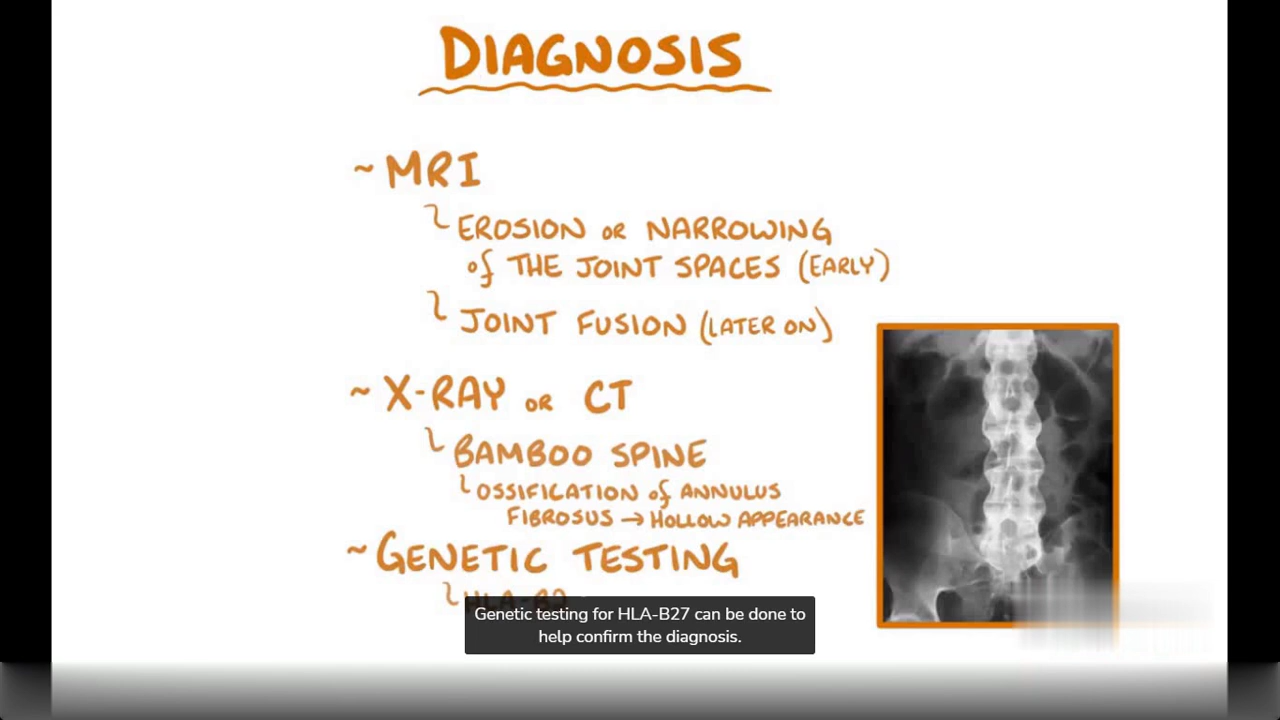 DIAGNOSIS
~ MRI
EROSION OR NARROWING
of THE JOINT SPACES (EARLY)
JOINT FUSION (LATER ON)
~ X-RAY OR CT
BAMBOO SPINE
OSSIFICATION of ANNULUS
FIBROSUS → HOLLOW APPEARANCE
~ GENETIC TESTING
Genetic testing for HLA-B27 can be done to
help confirm the diagnosis.